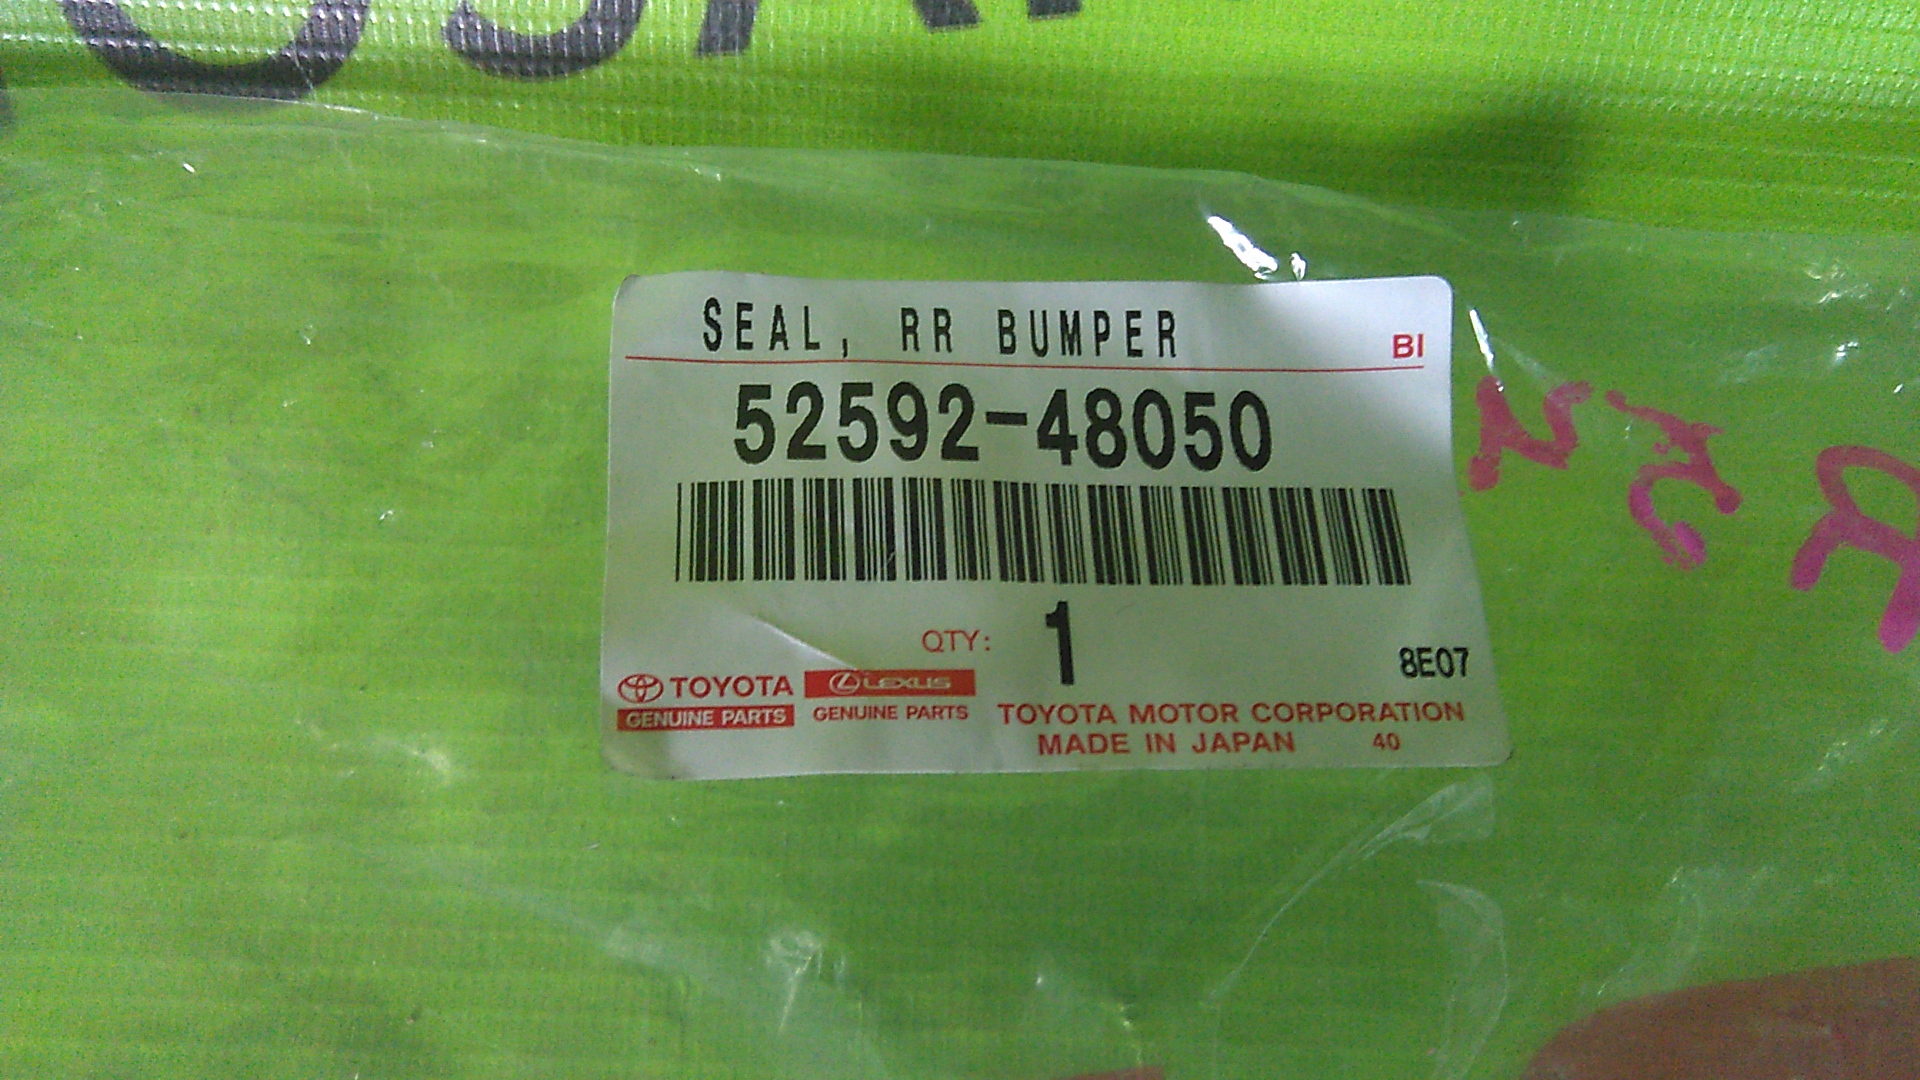 SEAL, RR BUMPER
BI
52592-48050
QTY: 1
8E07
TOYOTA
GENUINE PARTS
LEXUS
GENUINE PARTS
TOYOTA MOTOR CORPORATION
MADE IN JAPAN 40